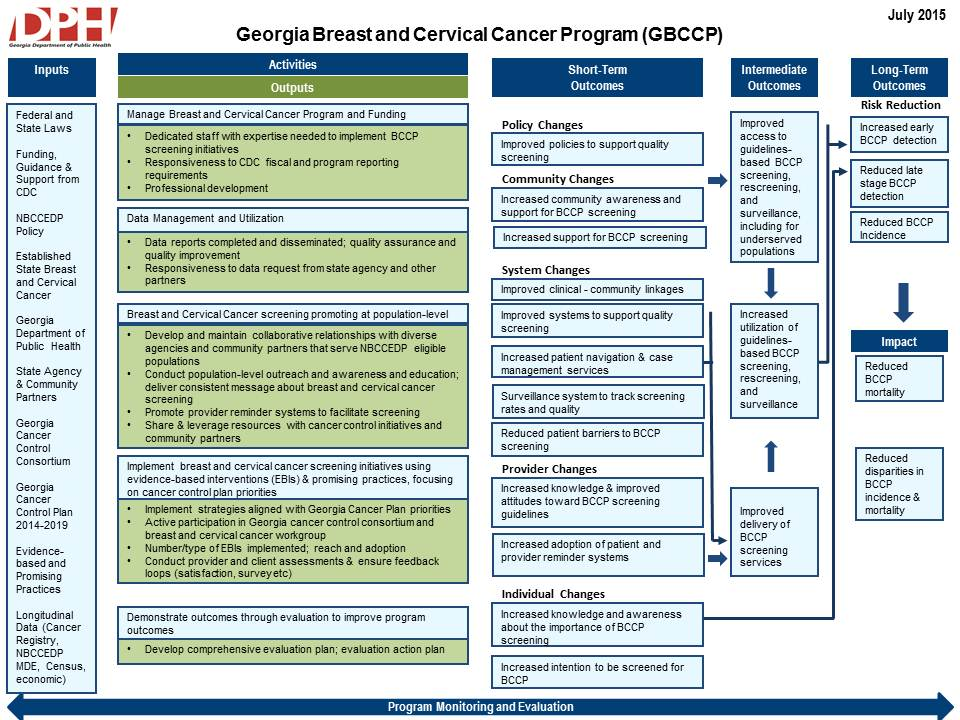 DPH
Georgia Department of Public Health
July 2015
Georgia Breast and Cervical Cancer Program (GBCCP)
Inputs
Federal and
State Laws
Funding,
Guidance &
Support from
CDC
NBCCEDP
Policy
Established
State Breast
and Cervical
Cancer
Georgia
Department of
Public Health
State Agency
& Community
Partners
Georgia
Cancer
Control
Consortium
Georgia
Cancer
Control Plan
2014-2019
Evidence-
based and
Promising
Practices
Longitudinal
Data (Cancer
Registry,
NBCCEDP
MDE, Census,
economic)
Activities
Outputs
Manage Breast and Cervical Cancer Program and Funding
• Dedicated staff with expertise needed to implement BCCP
screening initiatives
• Responsiveness to CDC fiscal and program reporting
requirements
• Professional development
Data Management and Utilization
• Data reports completed and disseminated; quality assurance and
quality improvement
• Responsiveness to data request from state agency and other
partners
Breast and Cervical Cancer screening promoting at population-level
• Develop and maintain collaborative relationships with diverse
agencies and community partners that serve NBCCEDP eligible
populations
• Conduct population-level outreach and awareness and education;
deliver consistent message about breast and cervical cancer
screening
• Promote provider reminder systems to facilitate screening
• Share & leverage resources with cancer control initiatives and
community partners
Implement breast and cervical cancer screening initiatives using
evidence-based interventions (EBIs) & promising practices, focusing
on cancer control plan priorities
• Implement strategies aligned with Georgia Cancer Plan priorities
• Active participation in Georgia cancer control consortium and
breast and cervical cancer workgroup
• Number/type of EBIs implemented; reach and adoption
• Conduct provider and client assessments & ensure feedback
loops (satisfaction, survey etc)
Demonstrate outcomes through evaluation to improve program
outcomes
• Develop comprehensive evaluation plan; evaluation action plan
Short-Term
Outcomes
Policy Changes
Improved policies to support quality
screening
Community Changes
Increased community awareness and
support for BCCP screening
Increased support for BCCP screening
System Changes
Improved clinical - community linkages
Improved systems to support quality
screening
Increased patient navigation & case
management services
Surveillance system to track screening
rates and quality
Reduced patient barriers to BCCP
screening
Provider Changes
Increased knowledge & improved
attitudes toward BCCP screening
guidelines
Increased adoption of patient and
provider reminder systems
Individual Changes
Increased knowledge and awareness
about the importance of BCCP
screening
Increased intention to be screened for
BCCP
Intermediate
Outcomes
Improved
access to
guidelines-
based BCCP
screening,
rescreening,
and
surveillance,
including for
underserved
populations
Increased
utilization of
guidelines-
based BCCP
screening,
rescreening,
and
surveillance
Improved
delivery of
BCCP
screening
services
Long-Term
Outcomes
Risk Reduction
Increased early
BCCP detection
Reduced late
stage BCCP
detection
Reduced BCCP
Incidence
Impact
Reduced
BCCP
mortality
Reduced
disparities in
BCCP
incidence &
mortality
Program Monitoring and Evaluation